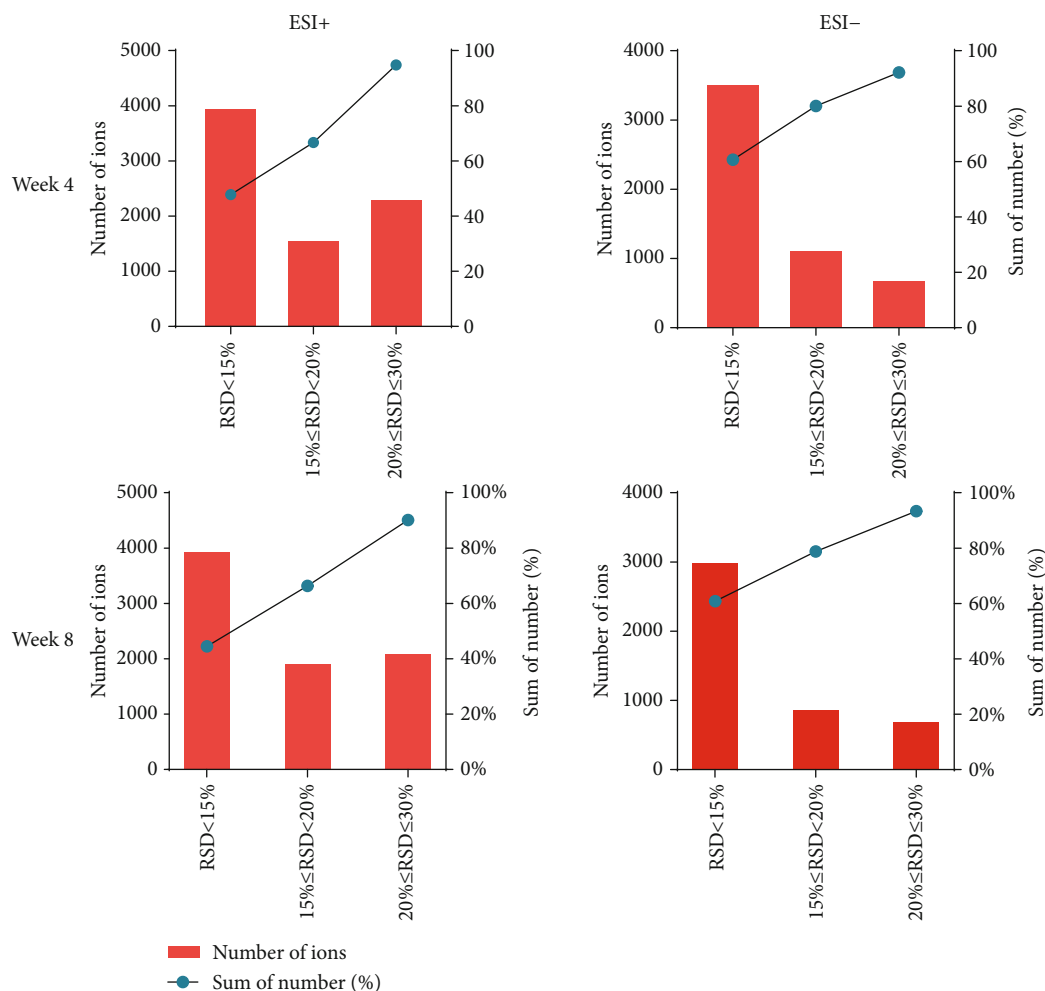 ESI+
ESI−
Week 4
Number of ions
5000
4000
3000
2000
1000
0
100
80
60
40
20
0
RSD<15%
15%≤RSD<20%
20%≤RSD≤30%
Number of ions
4000
3000
2000
1000
0
100
80
60
40
20
0
Sum of number (%)
RSD<15%
15%≤RSD<20%
20%≤RSD≤30%
Week 8
Number of ions
5000
4000
3000
2000
1000
0
100%
80%
60%
40%
20%
0%
Sum of number (%)
RSD<15%
15%≤RSD<20%
20%≤RSD≤30%
Number of ions
4000
3000
2000
1000
0
100%
80%
60%
40%
20%
0%
Sum of number (%)
RSD<15%
15%≤RSD<20%
20%≤RSD≤30%
Number of ions
Sum of number (%)